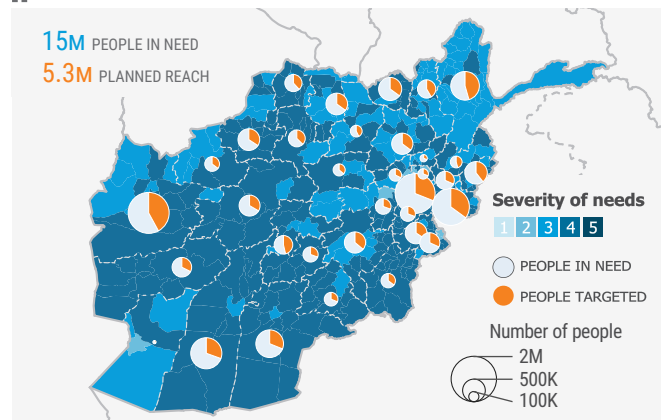 15M PEOPLE IN NEED
5.3M PLANNED REACH
Severity of needs
1 2 3 4 5
PEOPLE IN NEED
PEOPLE TARGETED
Number of people
2M
500K
100K